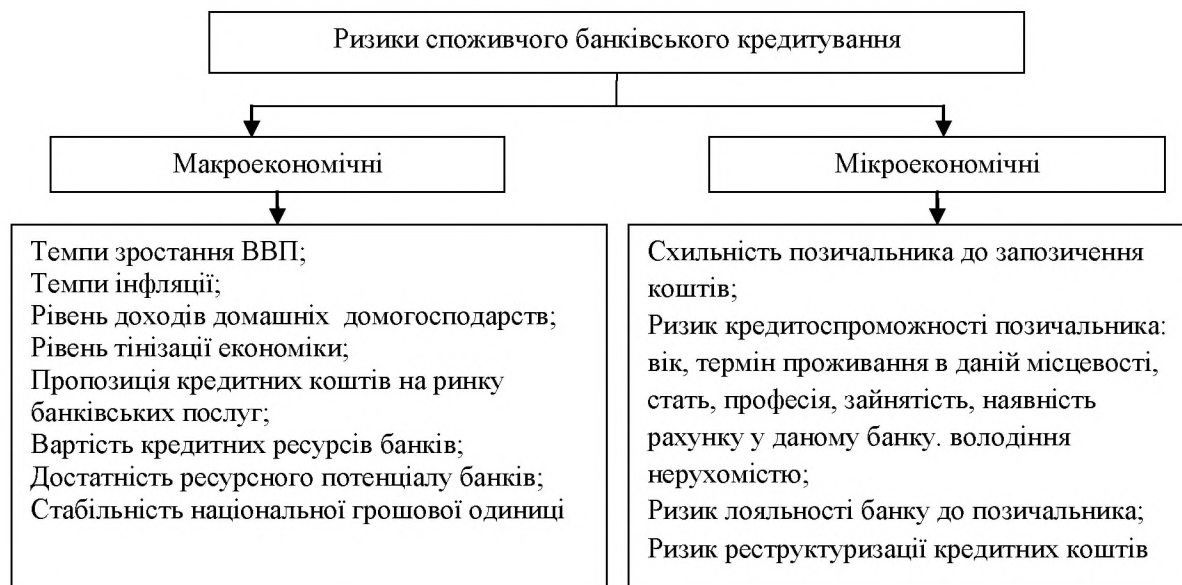 Ризики споживчого банківського кредитування
Макроекономічні
Мікроекономічні
Темпи зростання ВВП;
Темпи інфляції;
Рівень доходів домашніх домогосподарств;
Рівень тінізації економіки;
Пропозиція кредитних коштів на ринку
банківських послуг;
Вартість кредитних ресурсів банків;
Достатність ресурсного потенціалу банків;
Стабільність національної грошової одиниці
Схильність позичальника до запозичення
коштів;
Ризик кредитоспроможності позичальника:
вік, термін проживання в даній місцевості,
стать, професія, зайнятість, наявність
рахунку у даному банку. володіння
нерухомістю;
Ризик лояльності банку до позичальника;
Ризик реструктуризації кредитних коштів